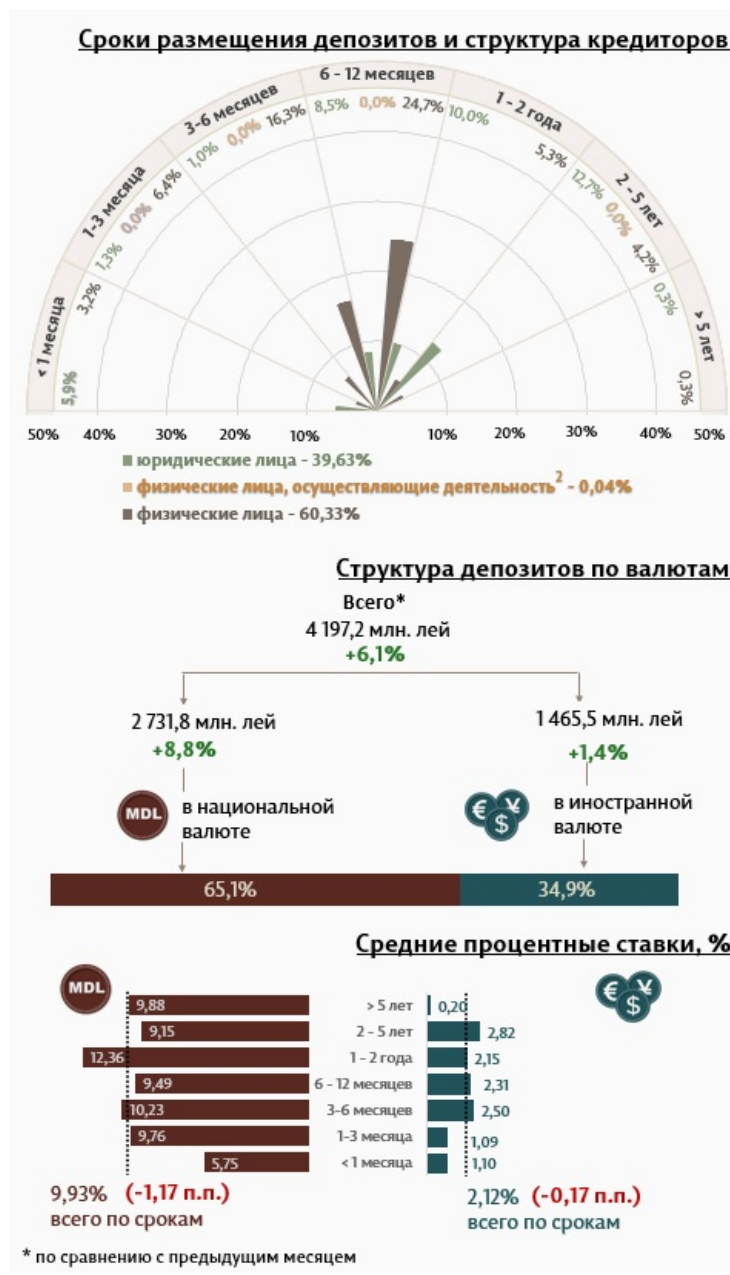 Сроки размещения депозитов и структура кредиторов
6 - 12 месяцев
3-6 месяцев
1 - 2 года
8,5% 0,0% 24,7%
1,0% 0,0% 16,3%
10,0% 5,3%
1-3 месяца
2 - 5 лет
1,3% 0,0% 6,4%
12,7% 0,0% 4,2%
< 1 месяца
> 5 лет
5,9% 3,2%
0,3% 0,3%
50% 40% 30% 20% 10% 10% 20% 30% 40% 50%
юридические лица - 39,63%
физические лица, осуществляющие деятельность2 - 0,04%
физические лица - 60,33%
Структура депозитов по валютам
Всего*
4 197,2 млн. лей
+6,1%
2 731,8 млн. лей 1 465,5 млн. лей
+8,8% +1,4%
MDL в национальной валюте
€ ¥ $ в иностранной валюте
65,1% 34,9%
Средние процентные ставки, %
MDL € ¥ $
9,88 > 5 лет 0,20
9,15 2 - 5 лет 2,82
12,36 1 - 2 года 2,15
9,49 6 - 12 месяцев 2,31
10,23 3-6 месяцев 2,50
9,76 1-3 месяца 1,09
5,75 < 1 месяца 1,10
9,93% (-1,17 п.п.) 2,12% (-0,17 п.п.)
всего по срокам всего по срокам
* по сравнению с предыдущим месяцем